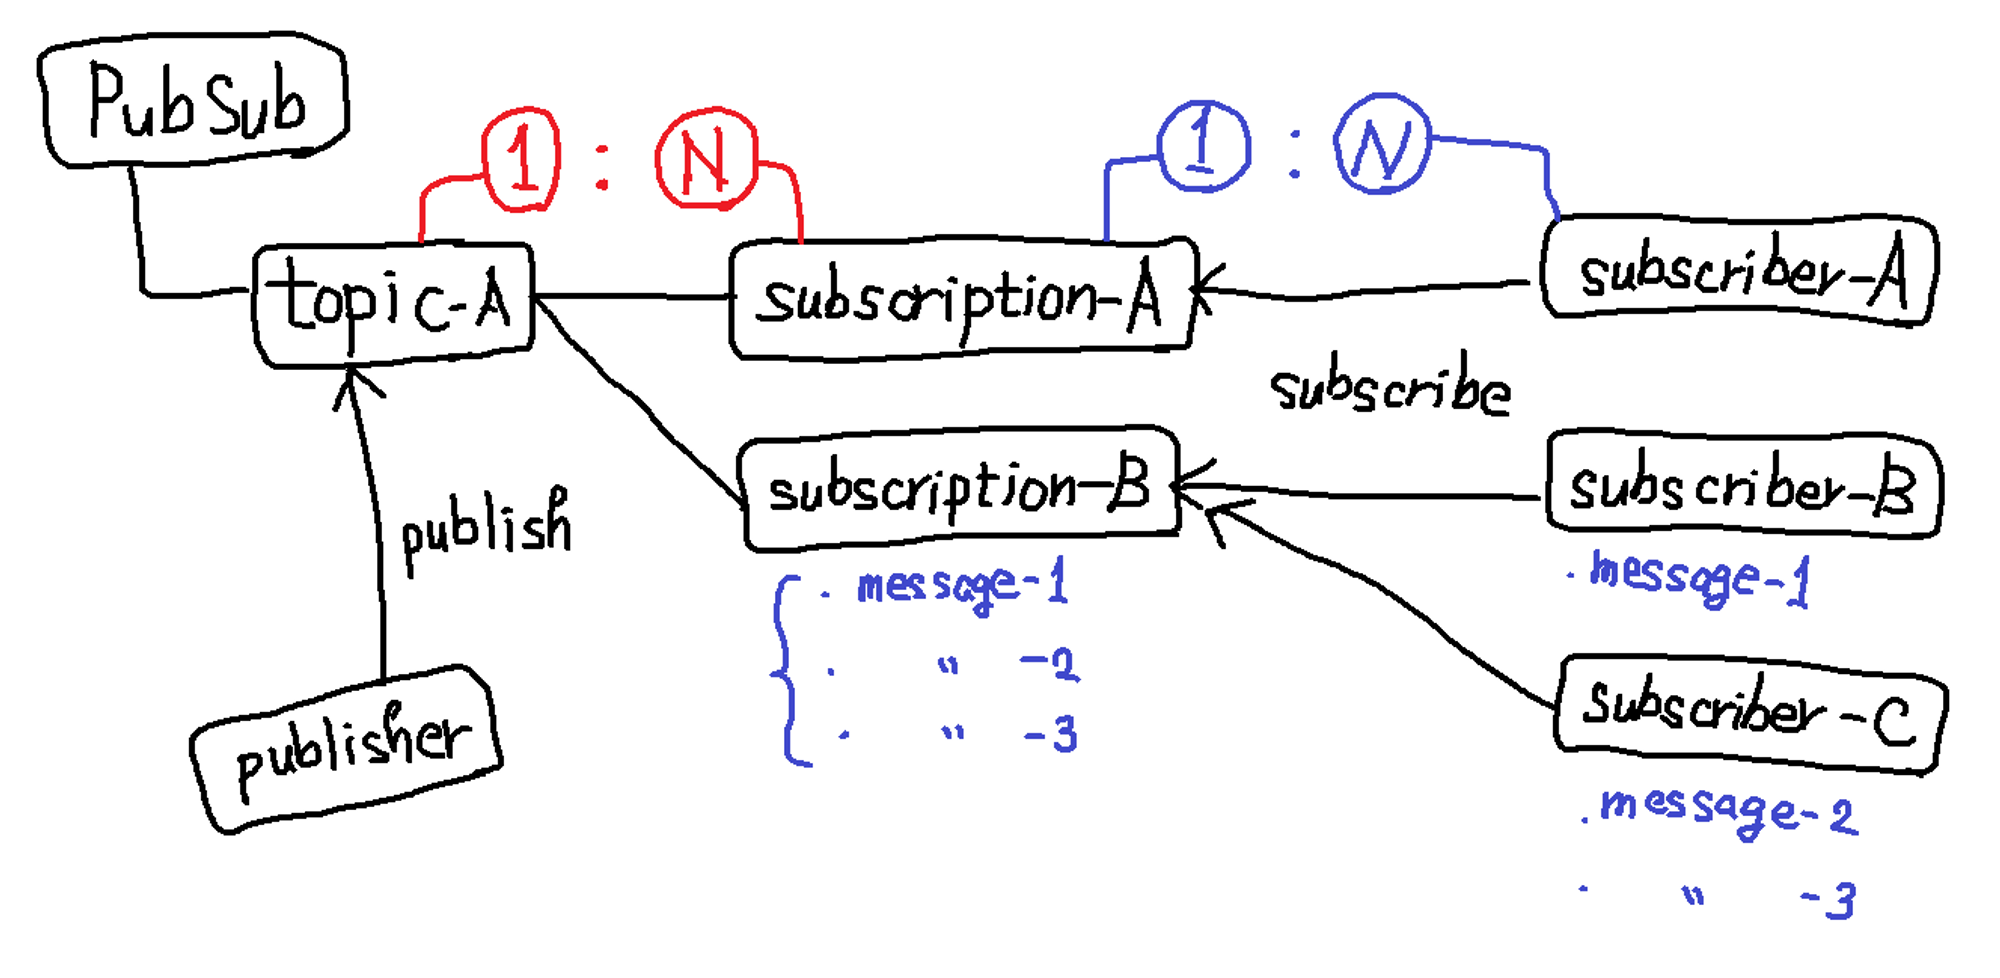 PubSub
1 : N
1 : N
topic-A
subscription-A
subscriber-A
subscribe
publish
subscription-B
subscriber-B
. message-1
. " -2
. " -3
. message-1
publisher
subscriber-C
. message-2
. " -3